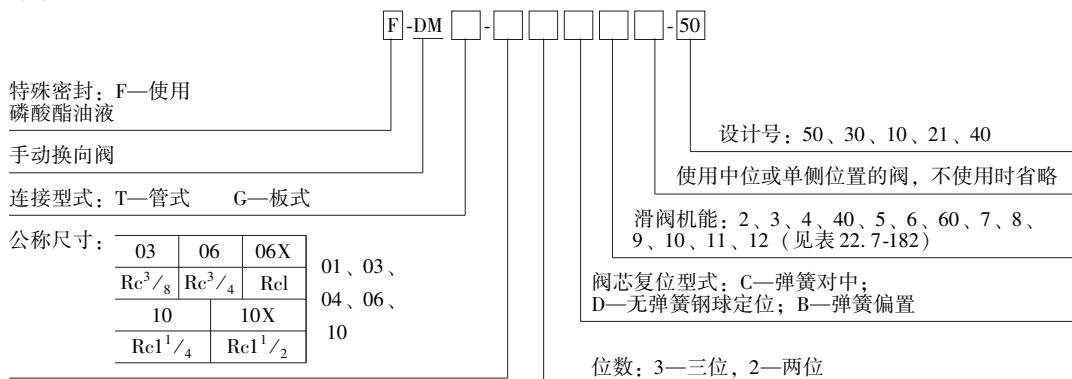 F-DM□-□□□□□-50
特殊密封：F—使用
磷酸酯油液
手动换向阀
连接型式：T—管式 G—板式
公称尺寸：
03 06 06X
Rc3/8 Rc3/4 Rcl
10 10X
Rc1 1/4 Rc1 1/2
01、03、
04、06、
10
设计号：50、30、10、21、40
使用中位或单侧位置的阀，不使用时省略
滑阀机能：2、3、4、40、5、6、60、7、8、
9、10、11、12（见表 22.7-182）
阀芯复位型式：C—弹簧对中；
D—无弹簧钢球定位；B—弹簧偏置
位数：3—三位，2—两位